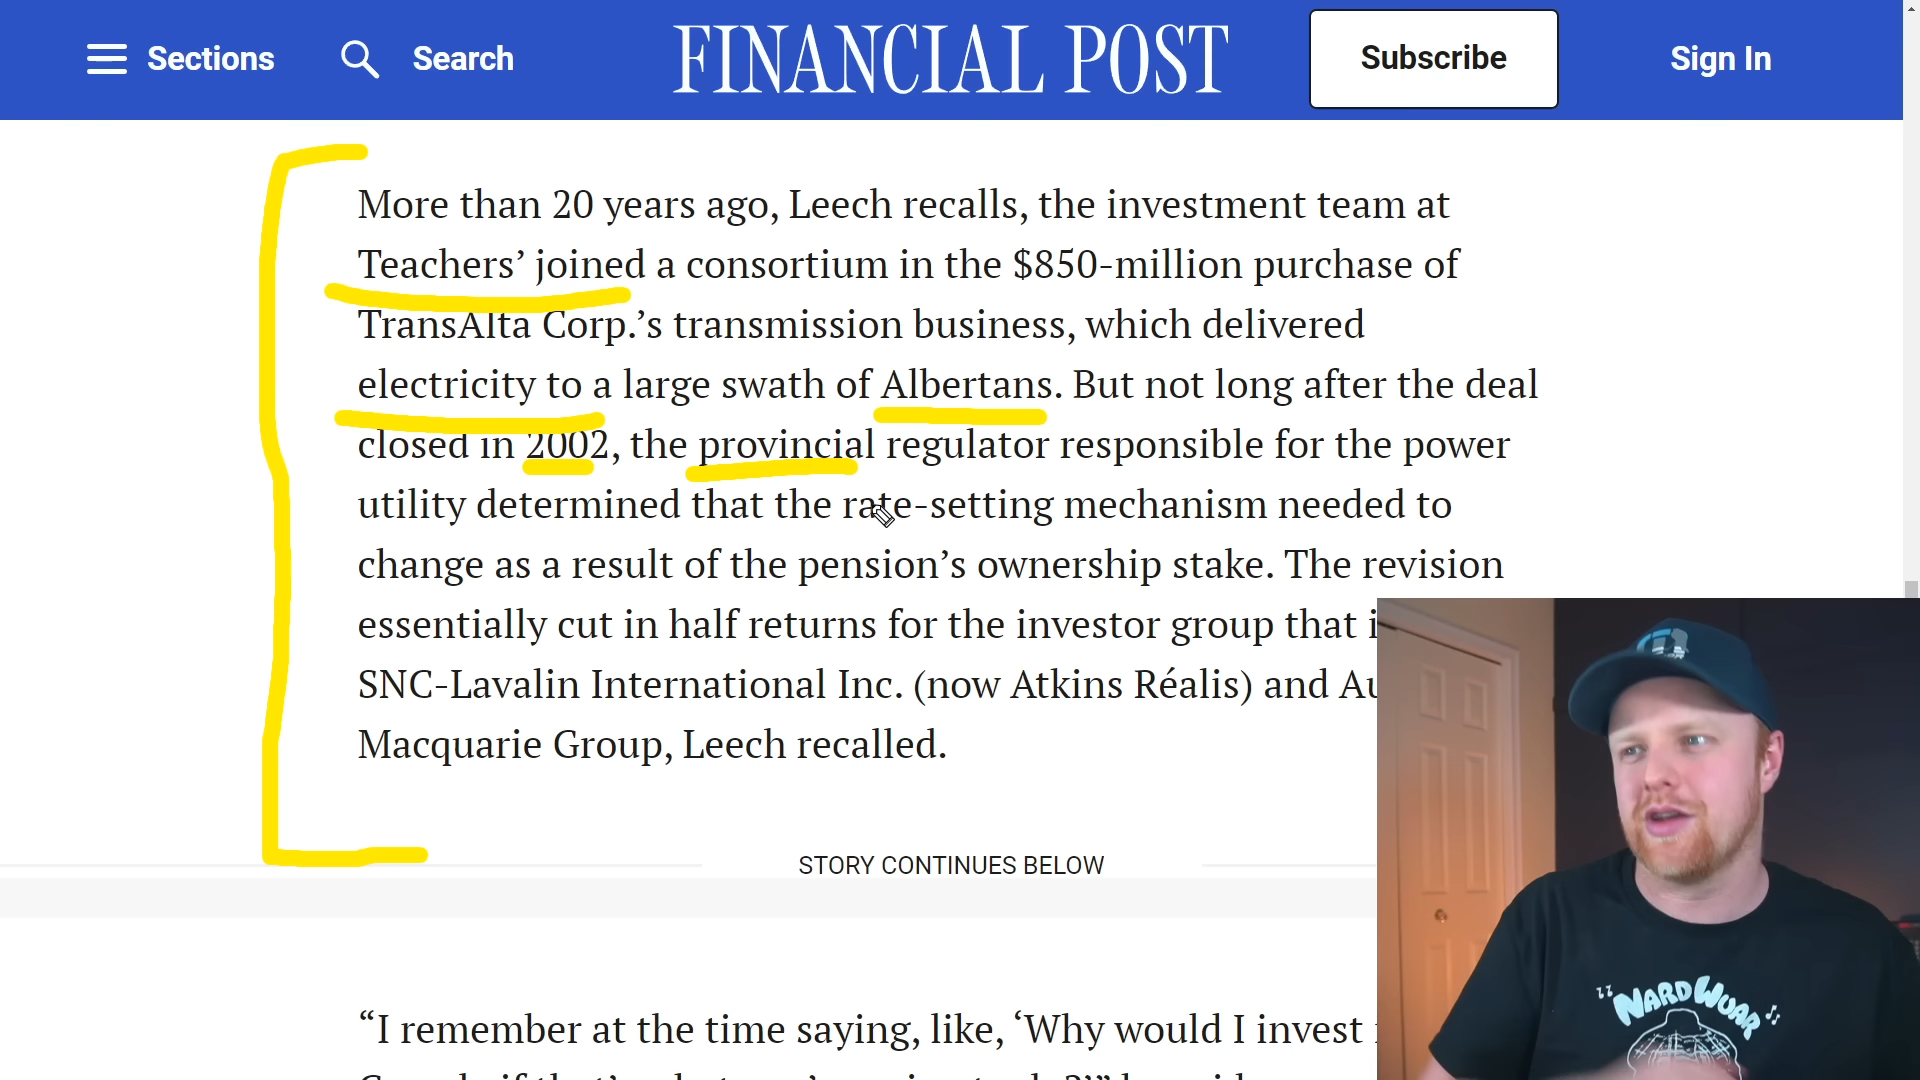 Sections
Search
FINANCIAL POST
Subscribe
Sign In
More than 20 years ago, Leech recalls, the investment team at
Teachers’ joined a consortium in the $850-million purchase of
TransAlta Corp.’s transmission business, which delivered
electricity to a large swath of Albertans. But not long after the deal
closed in 2002, the provincial regulator responsible for the power
utility determined that the rate-setting mechanism needed to
change as a result of the pension’s ownership stake. The revision
essentially cut in half returns for the investor group that
SNC-Lavalin International Inc. (now Atkins Réalis) and
Macquarie Group, Leech recalled.
STORY CONTINUES BELOW
“I remember at the time saying, like, ‘Why would I invest
NARDWUAR